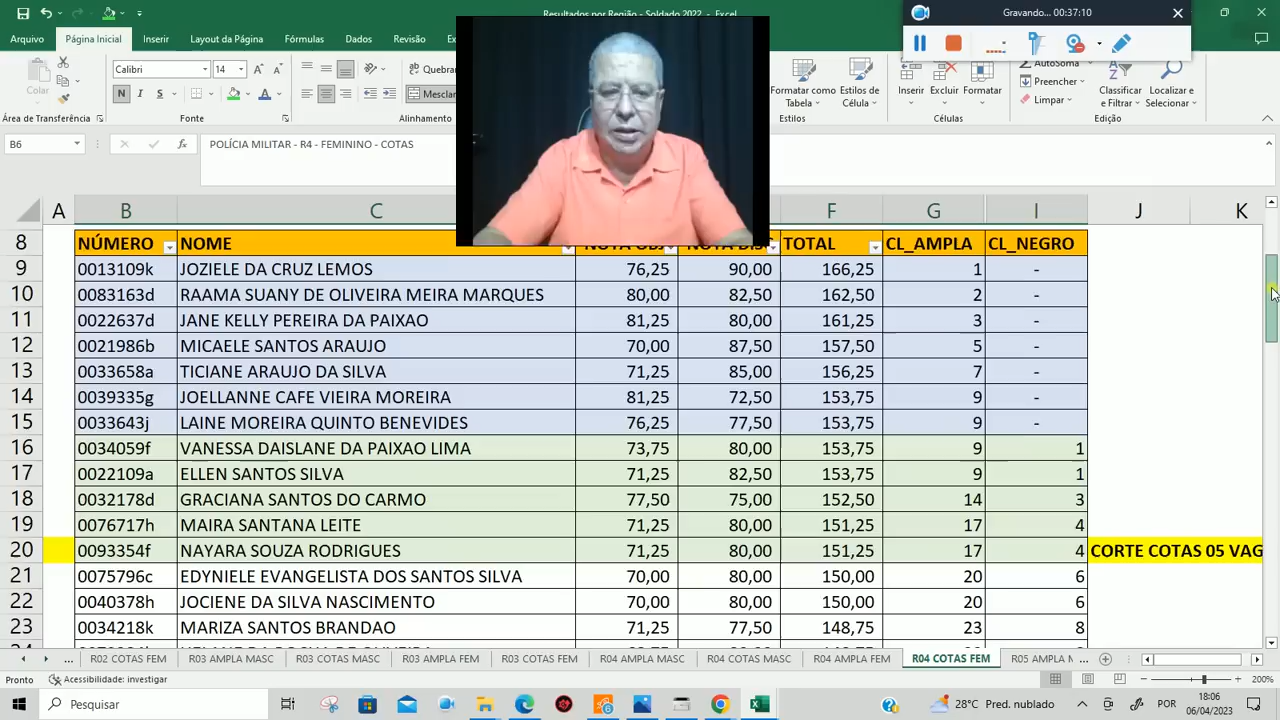 Resultados por Região - Soldado 2022 - Excel
Gravando... 00:37:10
Arquivo Página Inicial Inserir Layout da Página Fórmulas Dados Revisão
Colar
Calibri 14
N I S
Quebrar
Mesclar
Área de Transferência Fonte Alinhamento
Formatar como Tabela
Estilos de Célula
Estilos
Inserir Excluir Formatar
Células
AutoSoma
Preencher
Limpar
Classificar e Filtrar
Localizar e Selecionar
Edição
B6 fx POLÍCIA MILITAR - R4 - FEMININO - COTAS
A B C F G I J K
8 NÚMERO NOME NOTA OBJ NOTA DISC TOTAL CL_AMPLA CL_NEGRO
9 0013109k JOZIELE DA CRUZ LEMOS 76,25 90,00 166,25 1 -
10 0083163d RAAMA SUANY DE OLIVEIRA MEIRA MARQUES 80,00 82,50 162,50 2 -
11 0022637d JANE KELLY PEREIRA DA PAIXAO 81,25 80,00 161,25 3 -
12 0021986b MICAELE SANTOS ARAUJO 70,00 87,50 157,50 5 -
13 0033658a TICIANE ARAUJO DA SILVA 71,25 85,00 156,25 7 -
14 0039335g JOELLANNE CAFE VIEIRA MOREIRA 81,25 72,50 153,75 9 -
15 0033643j LAINE MOREIRA QUINTO BENEVIDES 76,25 77,50 153,75 9 -
16 0034059f VANESSA DAISLANE DA PAIXAO LIMA 73,75 80,00 153,75 9 1
17 0022109a ELLEN SANTOS SILVA 71,25 82,50 153,75 9 1
18 0032178d GRACIANA SANTOS DO CARMO 77,50 75,00 152,50 14 3
19 0076717h MAIRA SANTANA LEITE 71,25 80,00 151,25 17 4
20 0093354f NAYARA SOUZA RODRIGUES 71,25 80,00 151,25 17 4 CORTE COTAS 05 VAG
21 0075796c EDYNIELE EVANGELISTA DOS SANTOS SILVA 70,00 80,00 150,00 20 6
22 0040378h JOCIENE DA SILVA NASCIMENTO 70,00 80,00 150,00 20 6
23 0034218k MARIZA SANTOS BRANDAO 71,25 77,50 148,75 23 8
... R02 COTAS FEM R03 AMPLA MASC R03 COTAS MASC R03 AMPLA FEM R03 COTAS FEM R04 AMPLA MASC R04 COTAS MASC R04 AMPLA FEM R04 COTAS FEM R05 AMPLA M ...
Pronto Acessibilidade: investigar 200%
Pesquisar 28°C Pred. nublado POR 18:06
06/04/2023